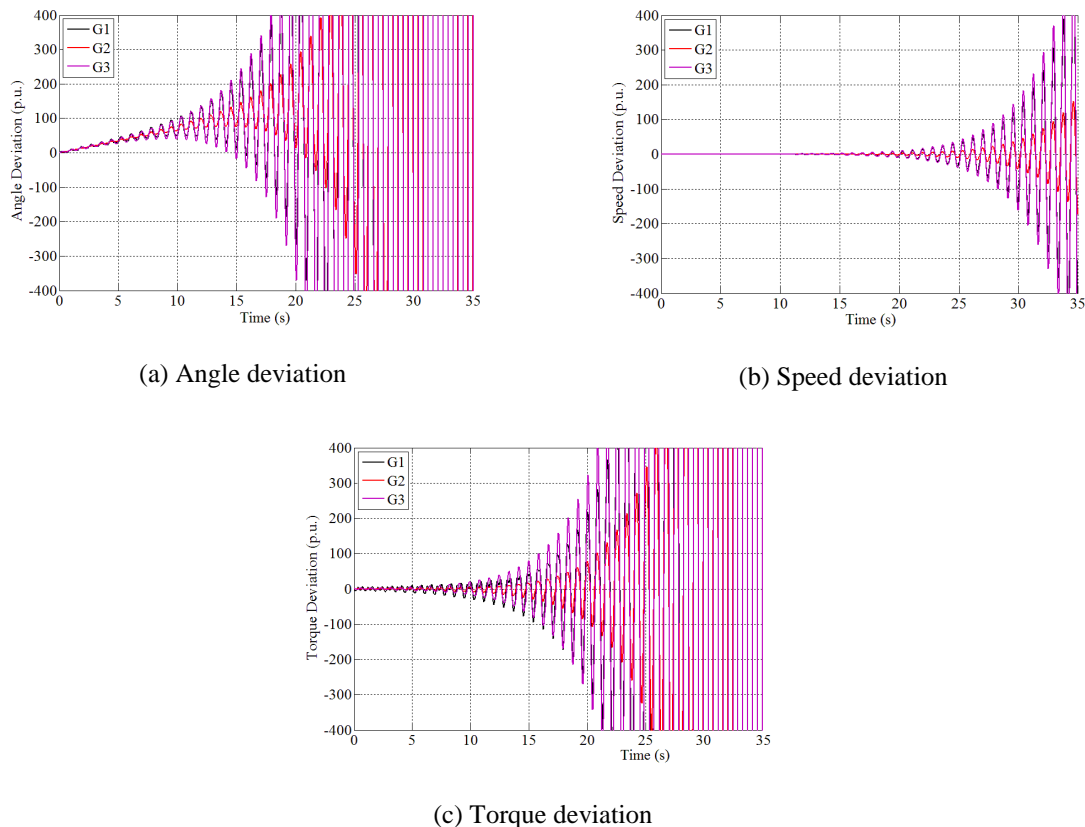 400
300
200
100
0
-100
-200
-300
-400
Angle Deviation (p.u.)
G1
G2
G3
0 5 10 15 20 25 30 35
Time (s)
(a) Angle deviation
400
300
200
100
0
-100
-200
-300
-400
Speed Deviation (p.u.)
G1
G2
G3
0 5 10 15 20 25 30 35
Time (s)
(b) Speed deviation
400
300
200
100
0
-100
-200
-300
-400
Torque Deviation (p.u.)
G1
G2
G3
0 5 10 15 20 25 30 35
Time (s)
(c) Torque deviation